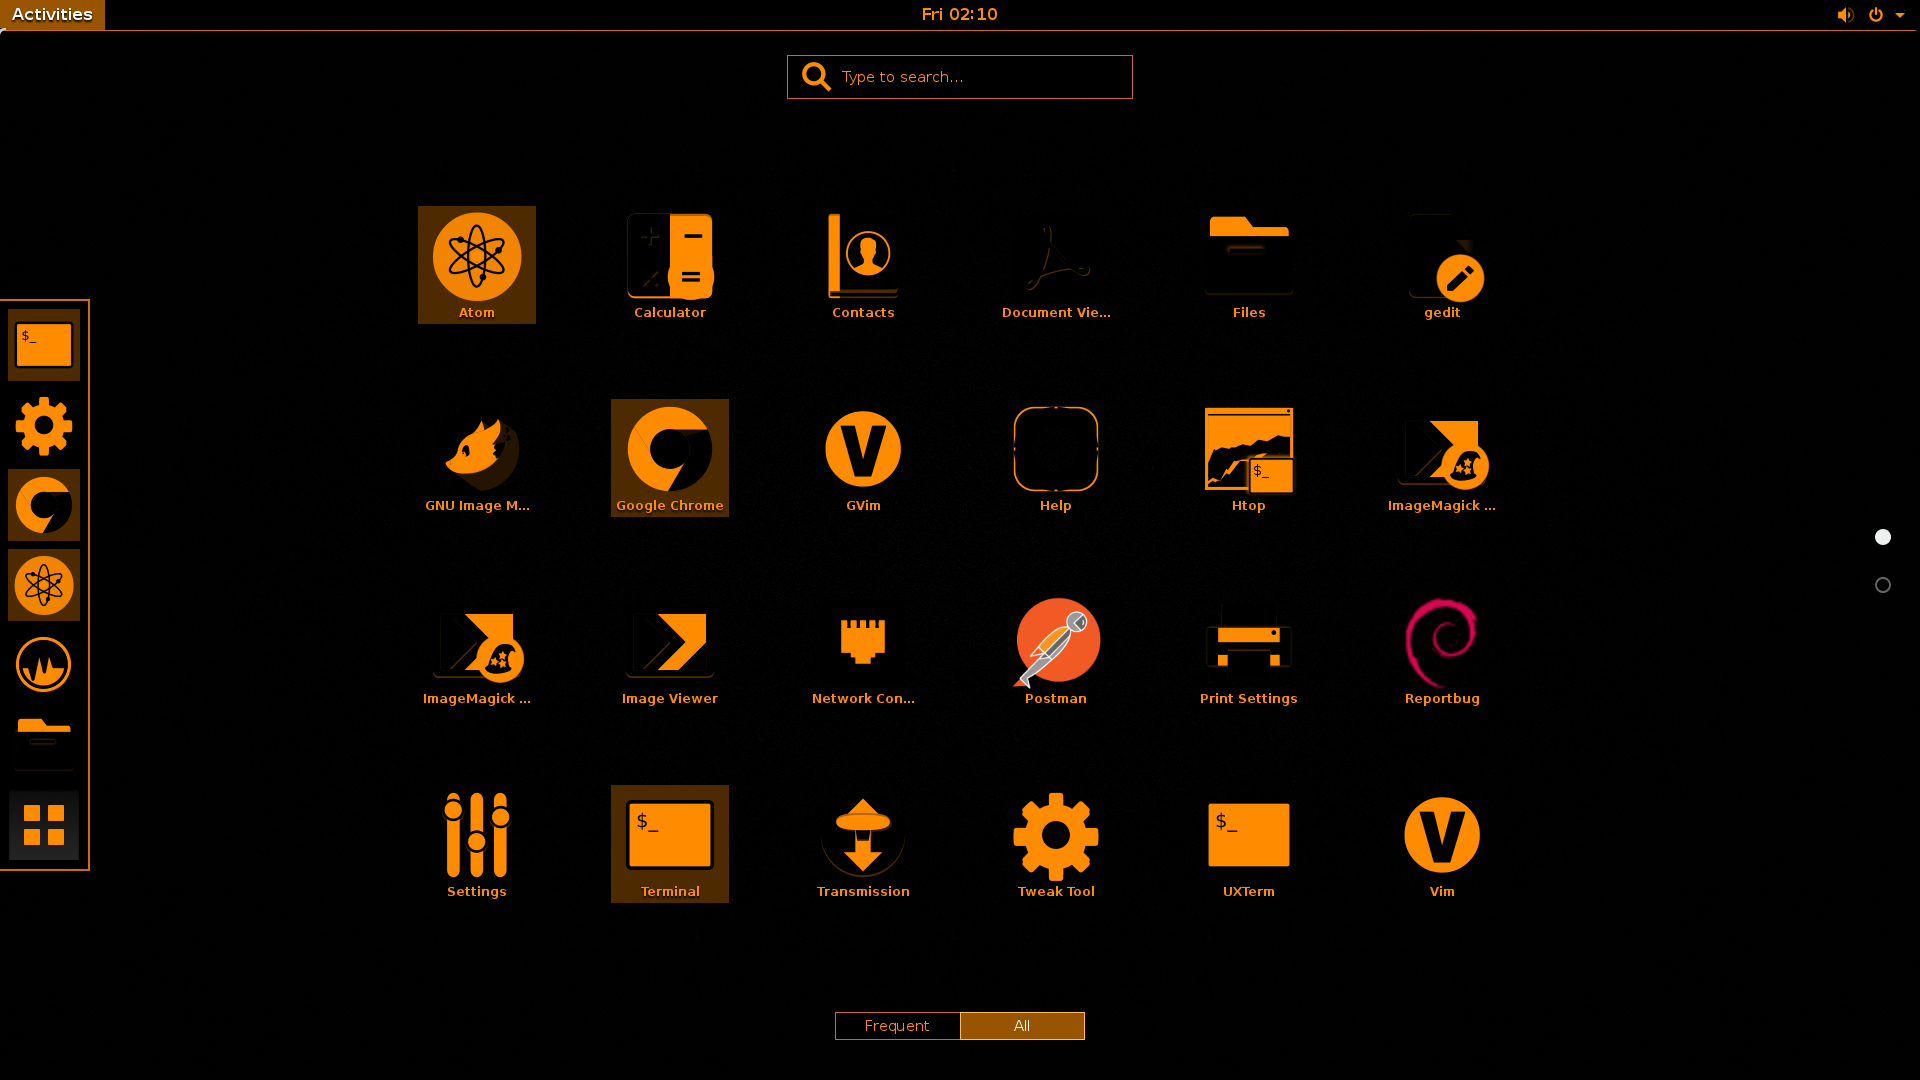 Activities
Fri 02:10
Type to search...
Atom
Calculator
Contacts
Document Vie...
Files
gedit
$_
GNU Image M...
Google Chrome
V
GVim
Help
$_
Htop
ImageMagick ...
ImageMagick ...
Image Viewer
Network Con...
Postman
Print Settings
Reportbug
Settings
$_
Terminal
Transmission
Tweak Tool
$_
UXTerm
V
Vim
Frequent
All